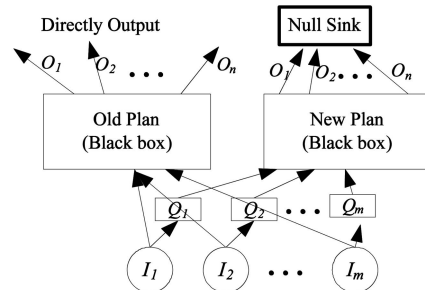 Directly Output
Null Sink
O1 O2 • • • On
O1 O2 • • • On
Old Plan
(Black box)
New Plan
(Black box)
Q1 Q2 • • • Qm
I1 I2 • • • Im